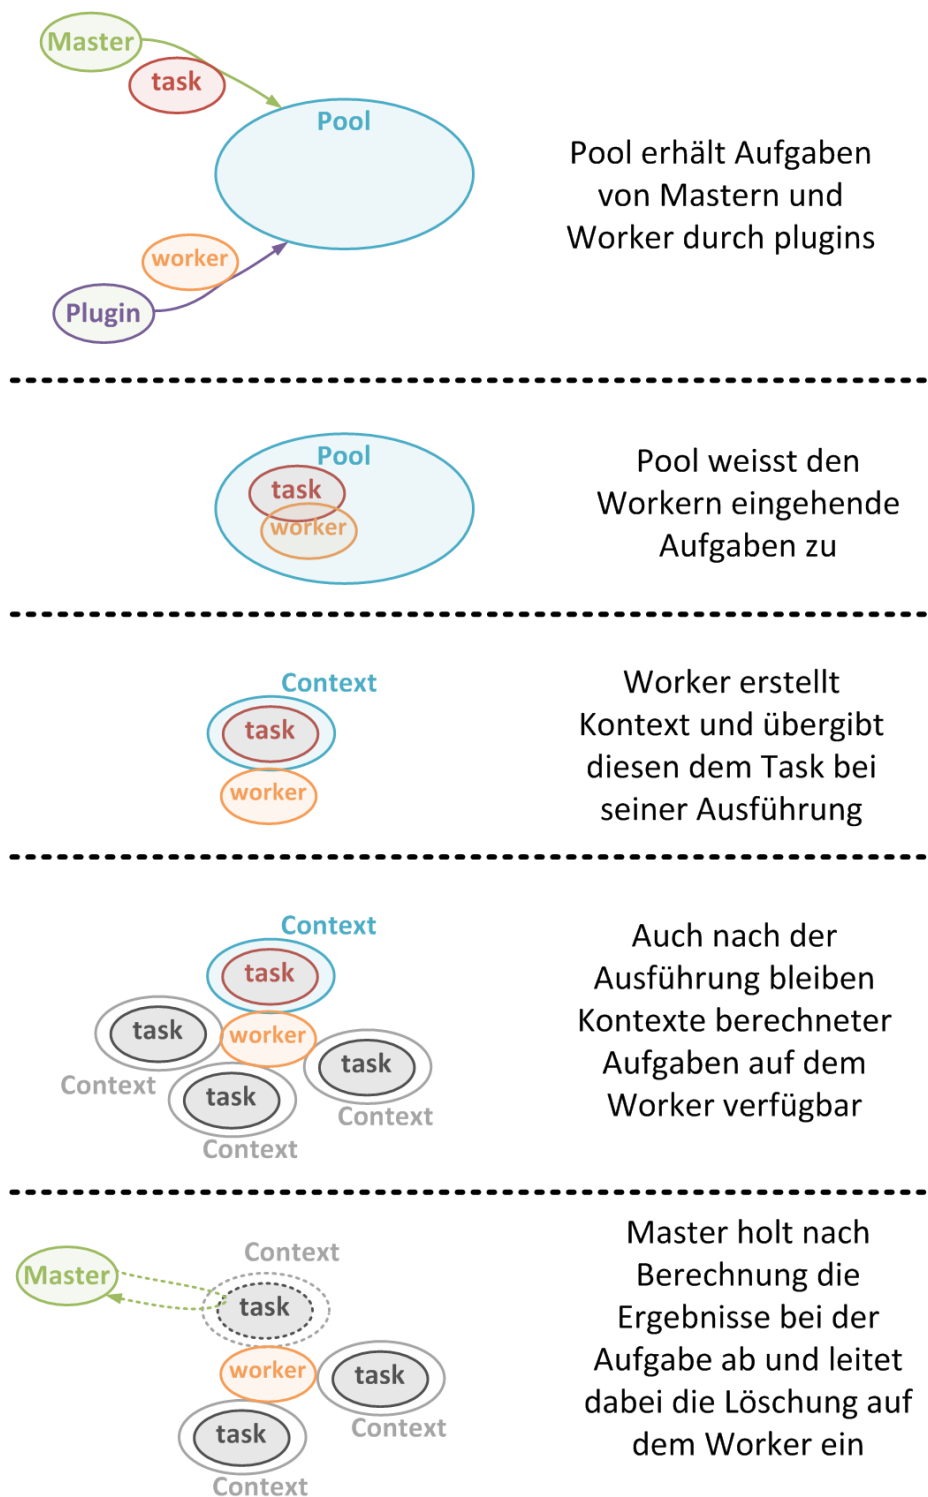 Master
task
Pool
worker
Plugin
Pool erhält Aufgaben
von Mastern und
Worker durch plugins
Pool
task
worker
Pool weisst den
Workern eingehende
Aufgaben zu
Context
task
worker
Worker erstellt
Kontext und übergibt
diesen dem Task bei
seiner Ausführung
Context
task
task
worker
task
Context
task
Context
Context
Auch nach der
Ausführung bleiben
Kontexte berechneter
Aufgaben auf dem
Worker verfügbar
Context
Master
task
worker
task
Context
task
Context
Master holt nach
Berechnung die
Ergebnisse bei der
Aufgabe ab und leitet
dabei die Löschung auf
dem Worker ein